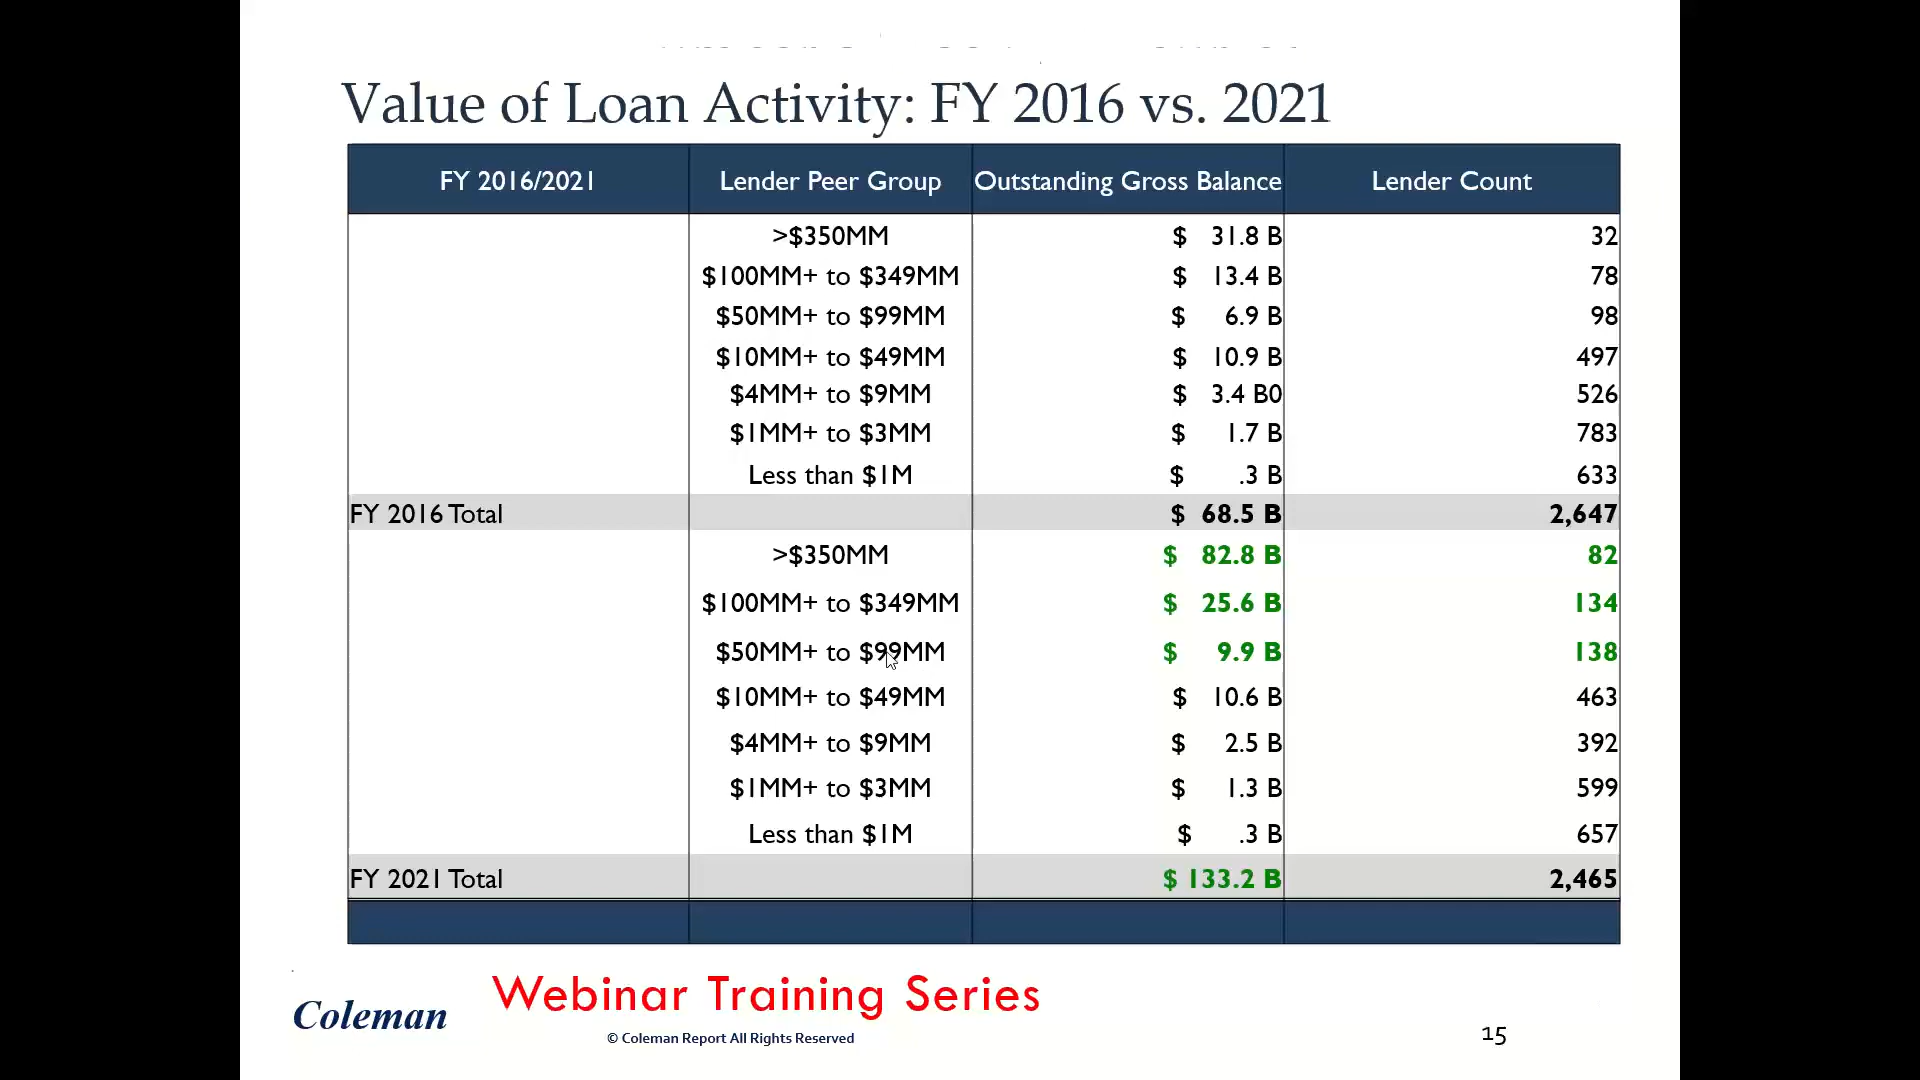 Value of Loan Activity: FY 2016 vs. 2021
FY 2016/2021 Lender Peer Group Outstanding Gross Balance Lender Count
>$350MM $ 31.8 B 32
$100MM+ to $349MM $ 13.4 B 78
$50MM+ to $99MM $ 6.9 B 98
$10MM+ to $49MM $ 10.9 B 497
$4MM+ to $9MM $ 3.4 B0 526
$1MM+ to $3MM $ 1.7 B 783
Less than $1M $ .3 B 633
FY 2016 Total $ 68.5 B 2,647
>$350MM $ 82.8 B 82
$100MM+ to $349MM $ 25.6 B 134
$50MM+ to $99MM $ 9.9 B 138
$10MM+ to $49MM $ 10.6 B 463
$4MM+ to $9MM $ 2.5 B 392
$1MM+ to $3MM $ 1.3 B 599
Less than $1M $ .3 B 657
FY 2021 Total $ 133.2 B 2,465
Webinar Training Series
Coleman
© Coleman Report All Rights Reserved
15